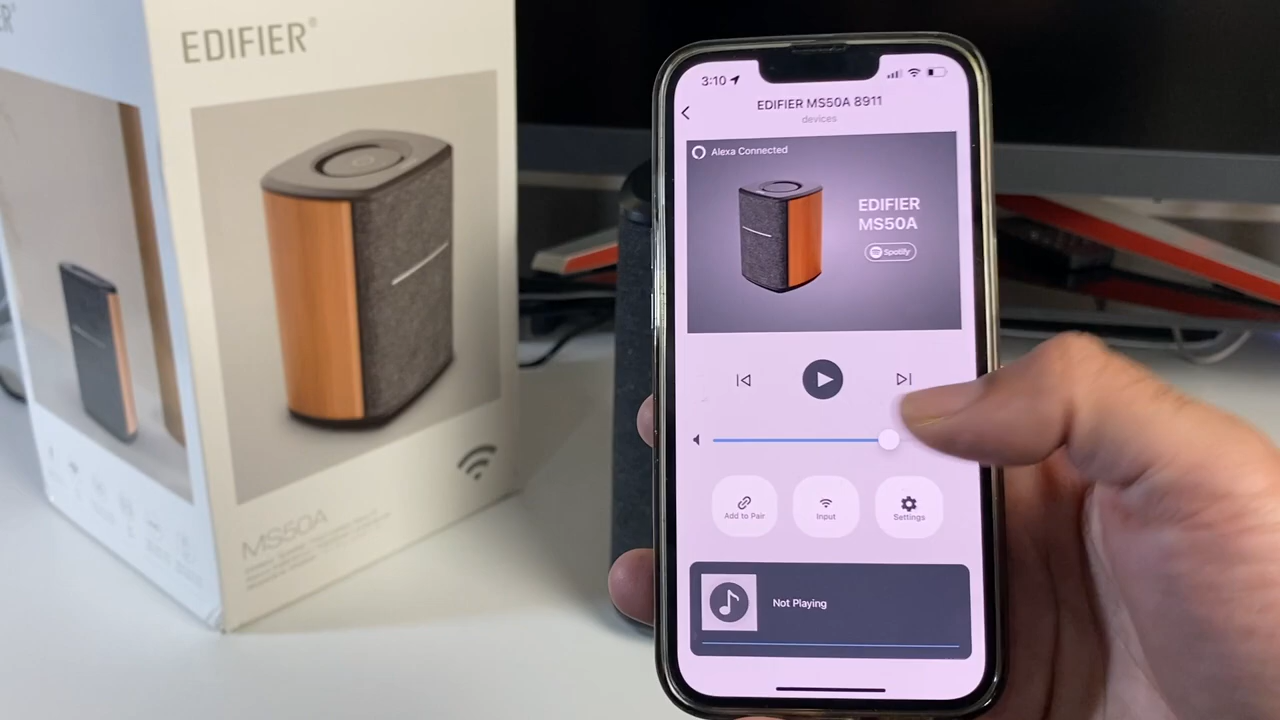 EDIFIER®
MS50A
3:10
EDIFIER MS50A 8911
devices
Alexa Connected
EDIFIER
MS50A
Spotify
Add to Pair
Input
Settings
Not Playing